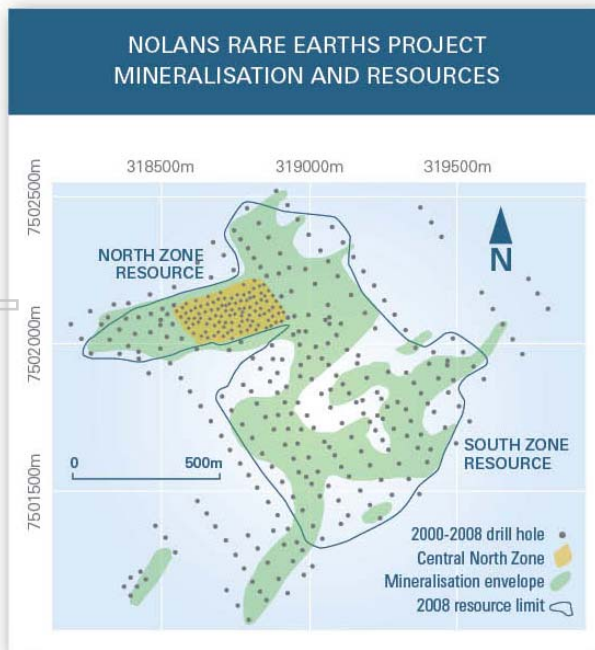 NOLANS RARE EARTHS PROJECT
MINERALISATION AND RESOURCES
318500m 319000m 319500m
7502500m
N
NORTH ZONE
RESOURCE
7502000m
SOUTH ZONE
RESOURCE
0 500m
7501500m
2000-2008 drill hole
Central North Zone
Mineralisation envelope
2008 resource limit